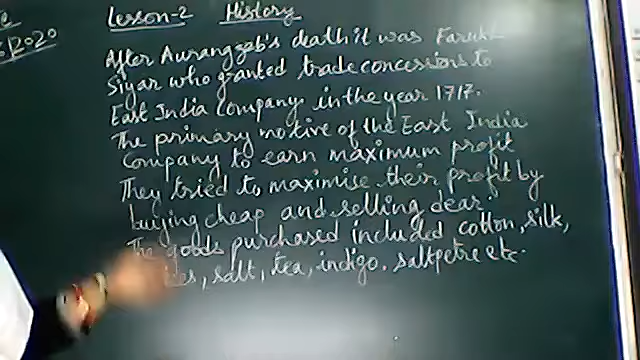 Lesson-2 History
2020
After Aurangzab's death it was Farukh
Siyar who granted trade concessions to
East India Company in the year 1717.
The primary motive of the East India
Company to earn maximum profit
They tried to maximise their profit by
buying cheap and selling dear.
The goods purchased included cotton, silk,
salt, tea, indigo. saltpetre etc.